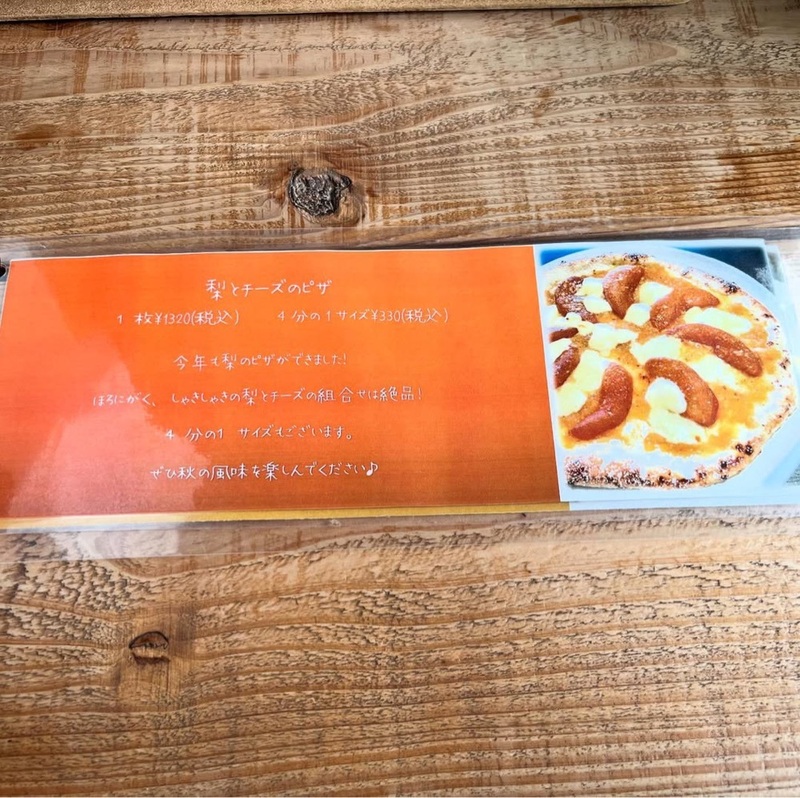 梨とチーズのピザ
1 枚¥1320(税込) 4分の1サイズ¥330(税込)
今年も梨のピザができました!
ほろにがく、しゃきしゃきの梨とチーズの組 合せは絶品!
4 分の1 サイズもございます。
ぜひ秋の風味を楽しんでください♪